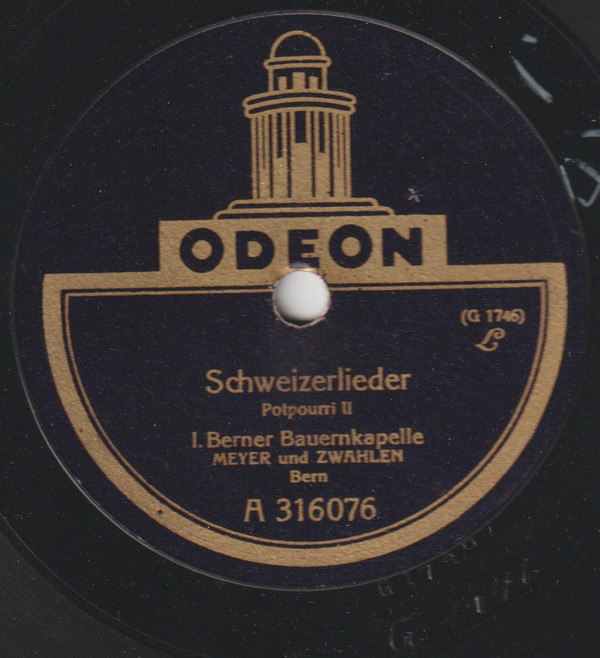 ODEON
(G 1746)
L
Schweizerlieder
Potpourri II
I. Berner Bauernkapelle
MEYER und ZWAHLEN
Bern
A 316076